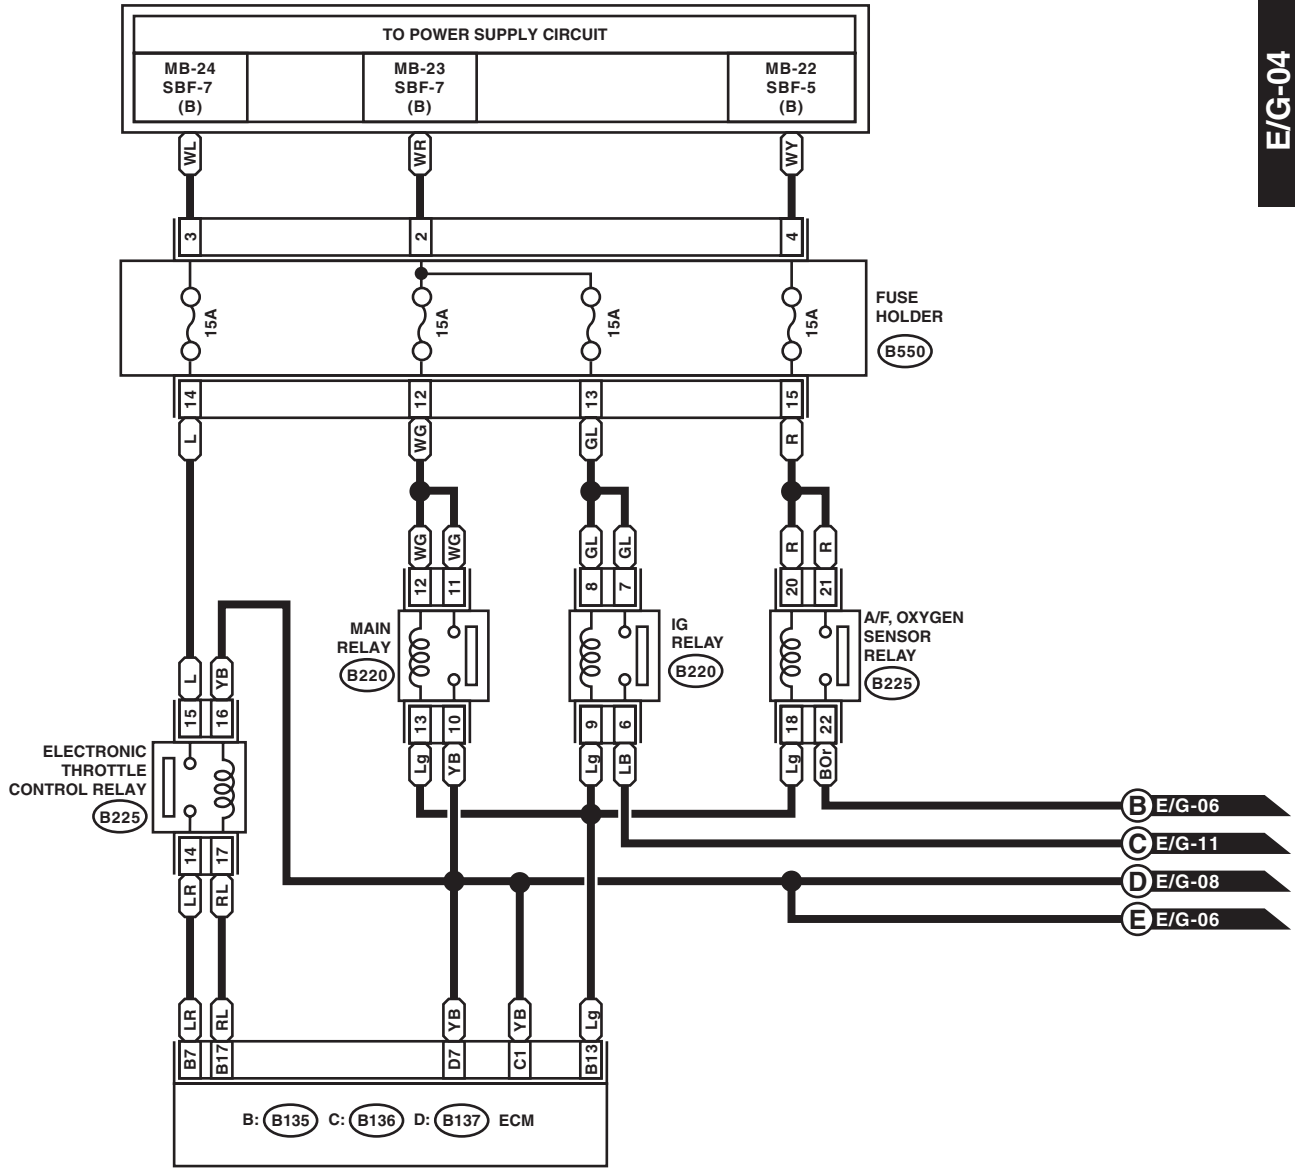 TO POWER SUPPLY CIRCUIT
MB-24
SBF-7
(B)
MB-23
SBF-7
(B)
MB-22
SBF-5
(B)
E/G-04
WL
WR
WY
3
2
4
15A
15A
15A
15A
FUSE
HOLDER
B550
14
12
13
15
L
WG
GL
R
WG
WG
GL
GL
R
R
12
11
8
7
20
21
MAIN
RELAY
B220
IG
RELAY
B220
A/F, OXYGEN
SENSOR
RELAY
B225
L
YB
15
16
13
10
9
6
18
22
Lg
YB
Lg
LB
Lg
BOr
ELECTRONIC
THROTTLE
CONTROL RELAY
B225
B E/G-06
C E/G-11
D E/G-08
E E/G-06
14
17
LR
RL
LR
RL
YB
YB
Lg
B7
B17
D7
C1
B13
B: B135 C: B136 D: B137 ECM